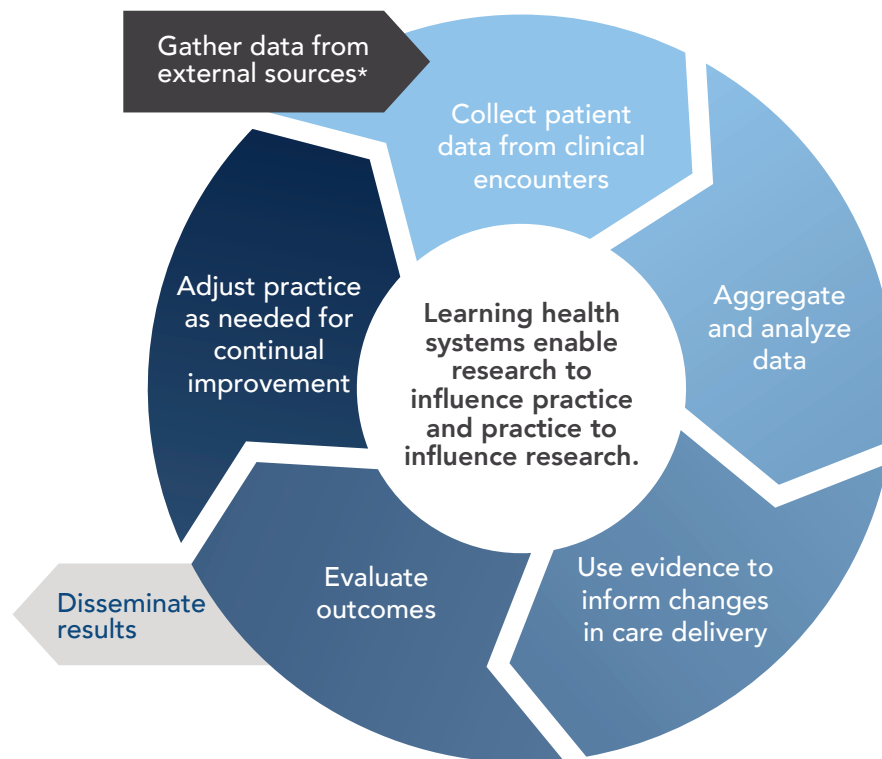 Gather data from
external sources*
Collect patient
data from clinical
encounters
Aggregate
and analyze
data
Use evidence to
inform changes
in care delivery
Evaluate
outcomes
Disseminate
results
Adjust practice
as needed for
continual
improvement
Learning health
systems enable
research to
influence practice
and practice to
influence research.